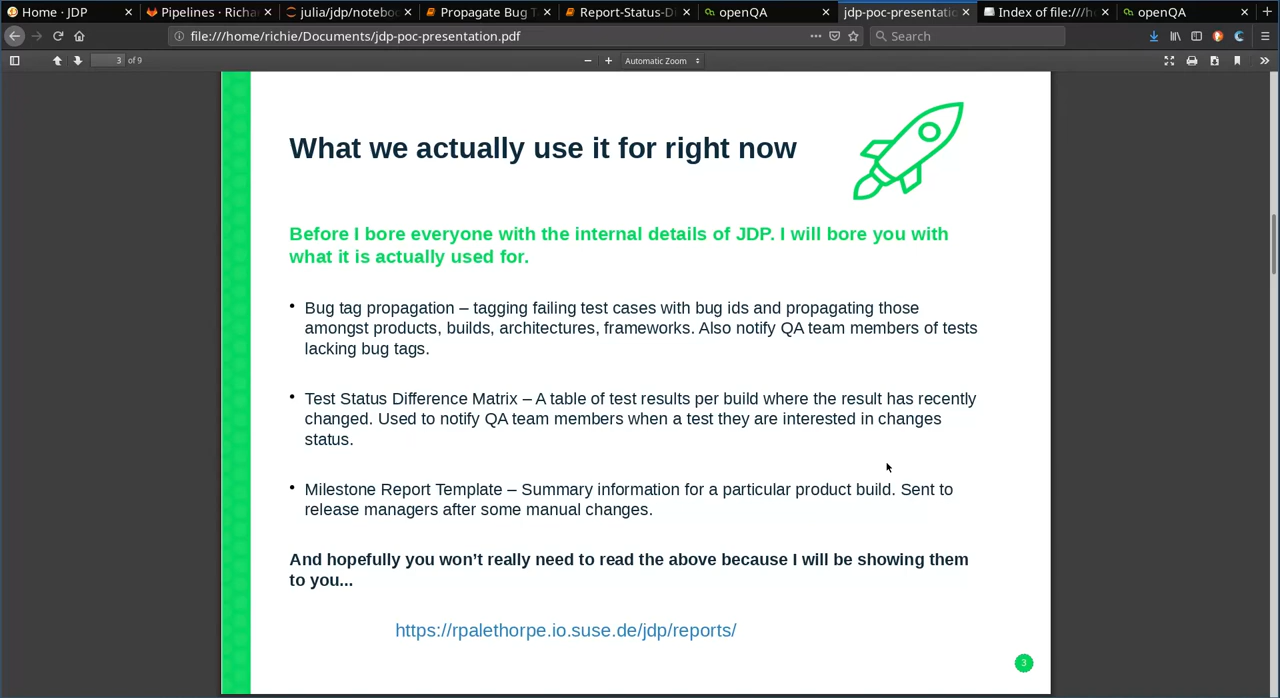 Home · JDP
Pipelines · Richa
julia/jdp/notebo
Propagate Bug T
Report-Status-D
openQA
jdp-poc-presentatio
Index of file:///h
openQA
file:///home/richie/Documents/jdp-poc-presentation.pdf
Search
3 of 9
Automatic Zoom
What we actually use it for right now
Before I bore everyone with the internal details of JDP. I will bore you with
what it is actually used for.
• Bug tag propagation – tagging failing test cases with bug ids and propagating those
amongst products, builds, architectures, frameworks. Also notify QA team members of tests
lacking bug tags.
• Test Status Difference Matrix – A table of test results per build where the result has recently
changed. Used to notify QA team members when a test they are interested in changes
status.
• Milestone Report Template – Summary information for a particular product build. Sent to
release managers after some manual changes.
And hopefully you won’t really need to read the above because I will be showing them
to you...
https://rpalethorpe.io.suse.de/jdp/reports/
3